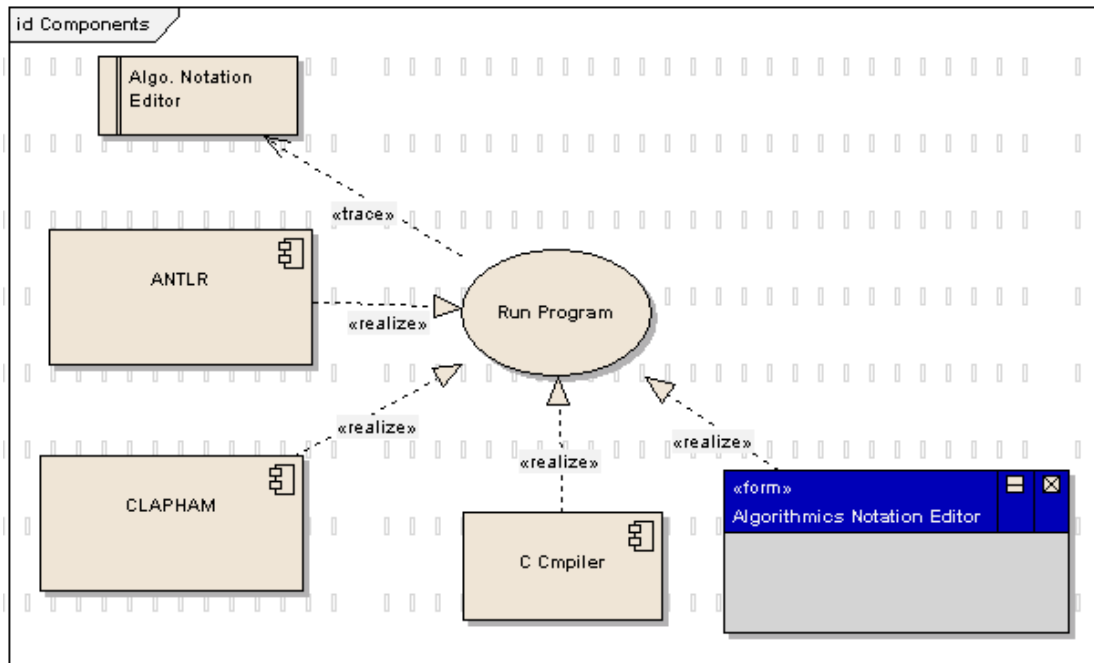 id Components
Algo. Notation
Editor
«trace»
ANTLR
«realize»
Run Program
«realize»
CLAPHAM
«realize»
C Cmpiler
«realize»
«form»
Algorithmics Notation Editor